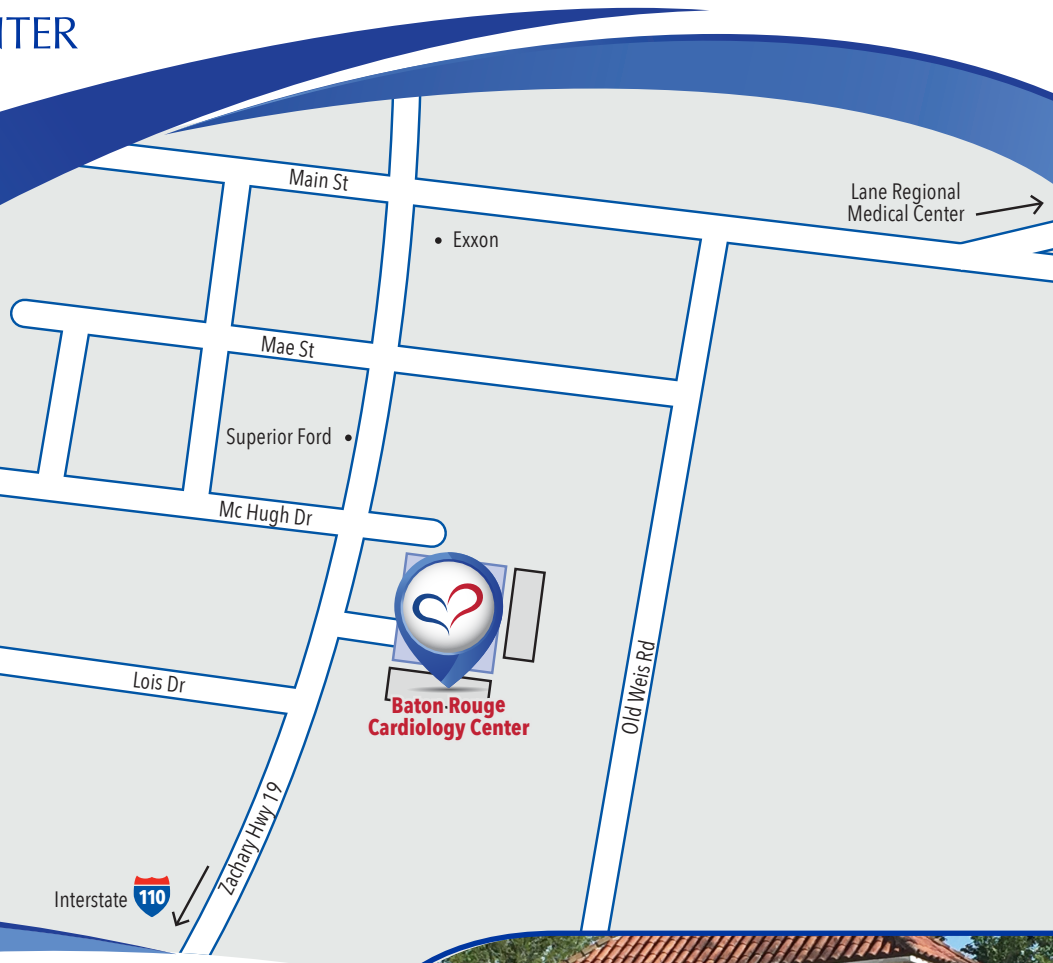 Main St
Lane Regional
Medical Center
Exxon
Mae St
Superior Ford
Mc Hugh Dr
Old Weis Rd
Lois Dr
Baton Rouge
Cardiology Center
Zachary Hwy 19
Interstate 110